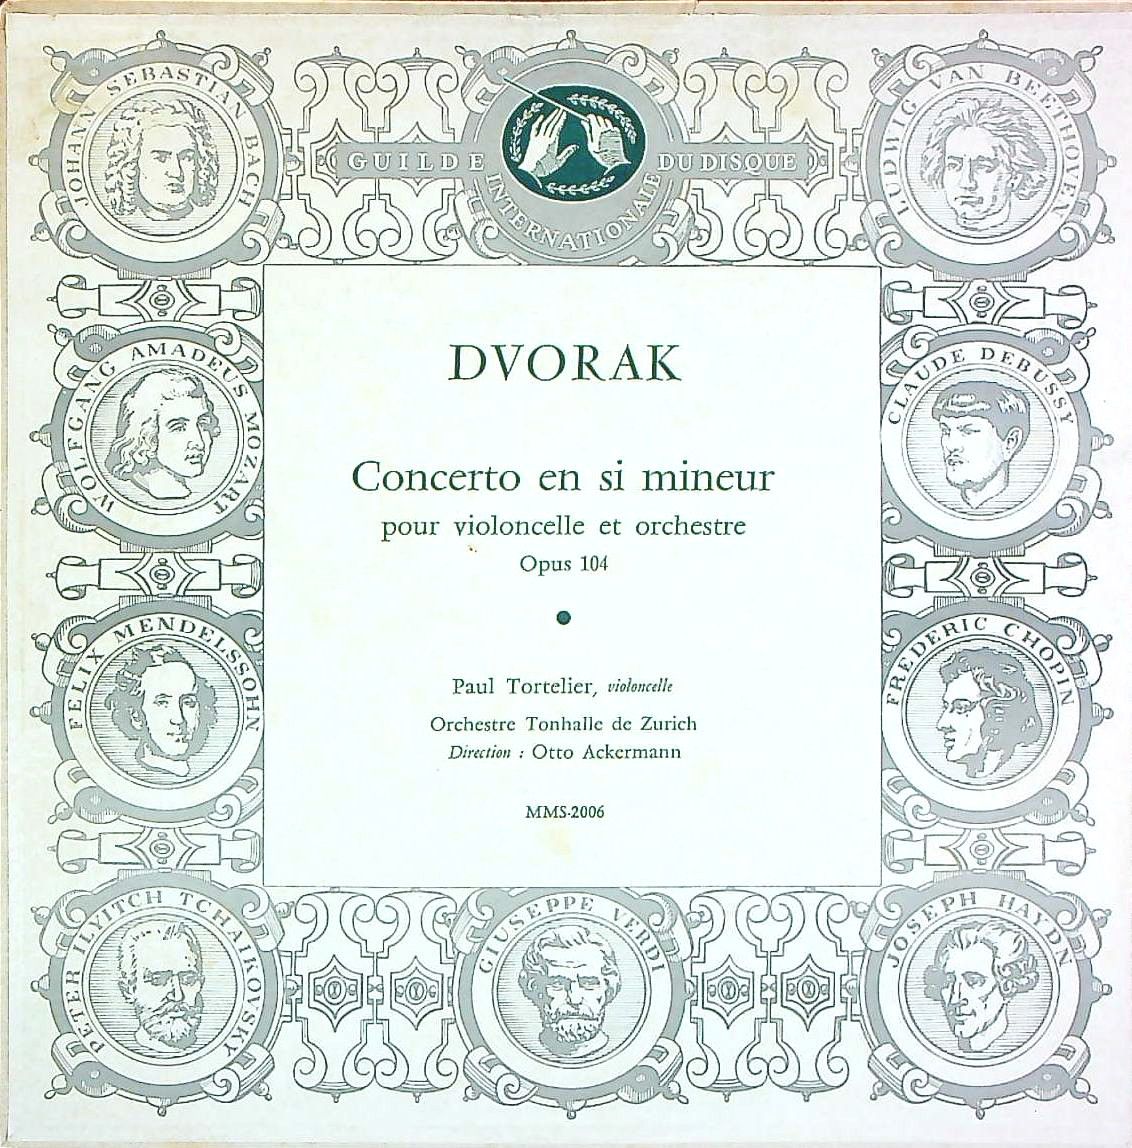 JOHANN SEBASTIAN BACH
GUILDE INTERNATIONALE DU DISQUE
LUDWIG VAN BEETHOVEN
WOLFGANG AMADEUS MOZART
CLAUDE DEBUSSY
DVORAK
Concerto en si mineur
pour violoncelle et orchestre
Opus 104
FELIX MENDELSSOHN
FREDERIC CHOPIN
Paul Tortelier, violoncelle
Orchestre Tonhalle de Zurich
Direction : Otto Ackermann
MMS-2006
PETER ILYITCH TCHAIKOVSKY
GIUSEPPE VERDI
JOSEPH HAYDN